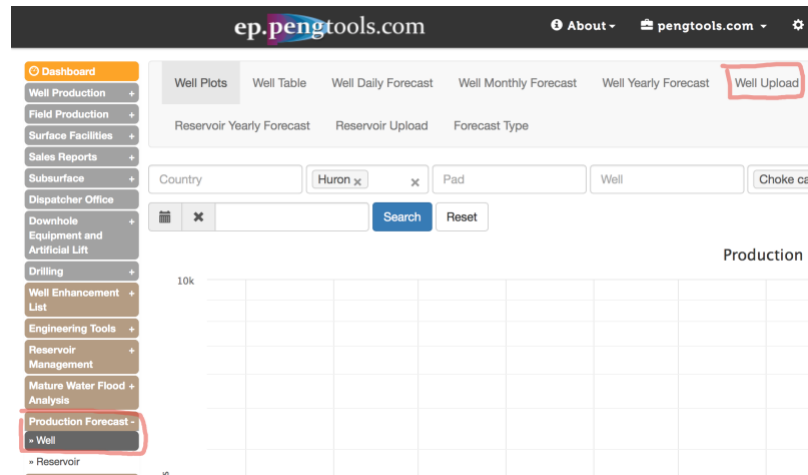 ep.pengtools.com
About
pengtools.com
Dashboard
Well Production +
Field Production +
Surface Facilities +
Sales Reports +
Subsurface +
Dispatcher Office
Downhole +
Equipment and
Artificial Lift
Drilling +
Well Enhancement +
List
Engineering Tools +
Reservoir +
Management
Mature Water Flood +
Analysis
Production Forecast -
» Well
» Reservoir
Well Plots Well Table Well Daily Forecast Well Monthly Forecast Well Yearly Forecast Well Upload
Reservoir Yearly Forecast Reservoir Upload Forecast Type
Country Huron × × Pad Well Choke ca
Search Reset
Production
10k